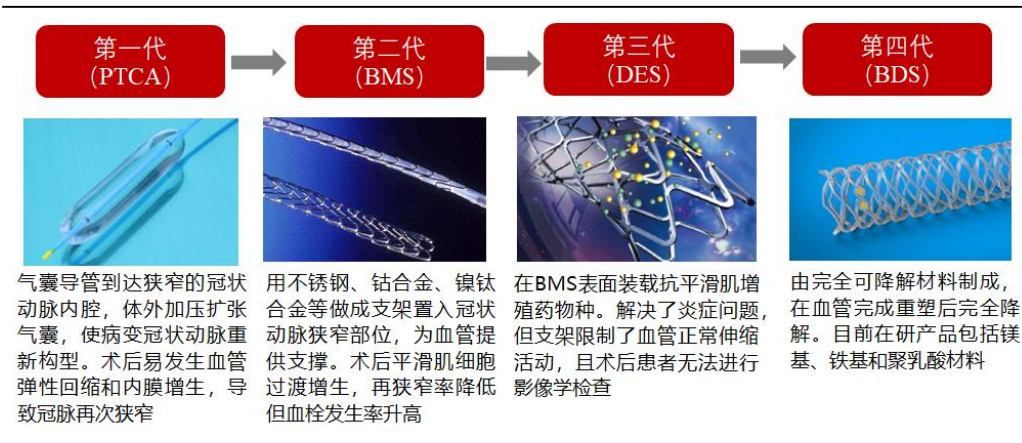 第一代
（PTCA）
第二代
（BMS）
第三代
（DES）
第四代
（BDS）
气囊导管到达狭窄的冠状
动脉内腔，体外加压扩张
气囊，使病变冠状动脉重
新构型。术后易发生血管
弹性回缩和内膜增生，导
致冠脉再次狭窄
用不锈钢、钴合金、镍钛
合金等做成支架置入冠状
动脉狭窄部位，为血管提
供支撑。术后平滑肌细胞
过渡增生，再狭窄率降低
但血栓发生率升高
在BMS表面装载抗平滑肌增
殖药物种。解决了炎症问题，
但支架限制了血管正常伸缩
活动，且术后患者无法进行
影像学检查
由完全可降解材料制成，
在血管完成重塑后完全降
解。目前在研产品包括镁
基、铁基和聚乳酸材料